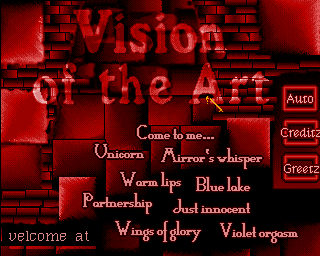 Vision
of the Art
Auto
Come to me...
Creditz
Unicorn Mirror's whisper
Greetz
Warm lips Blue lake
Partnership Just innocent
Wings of glory Violet orgasm
velcome at